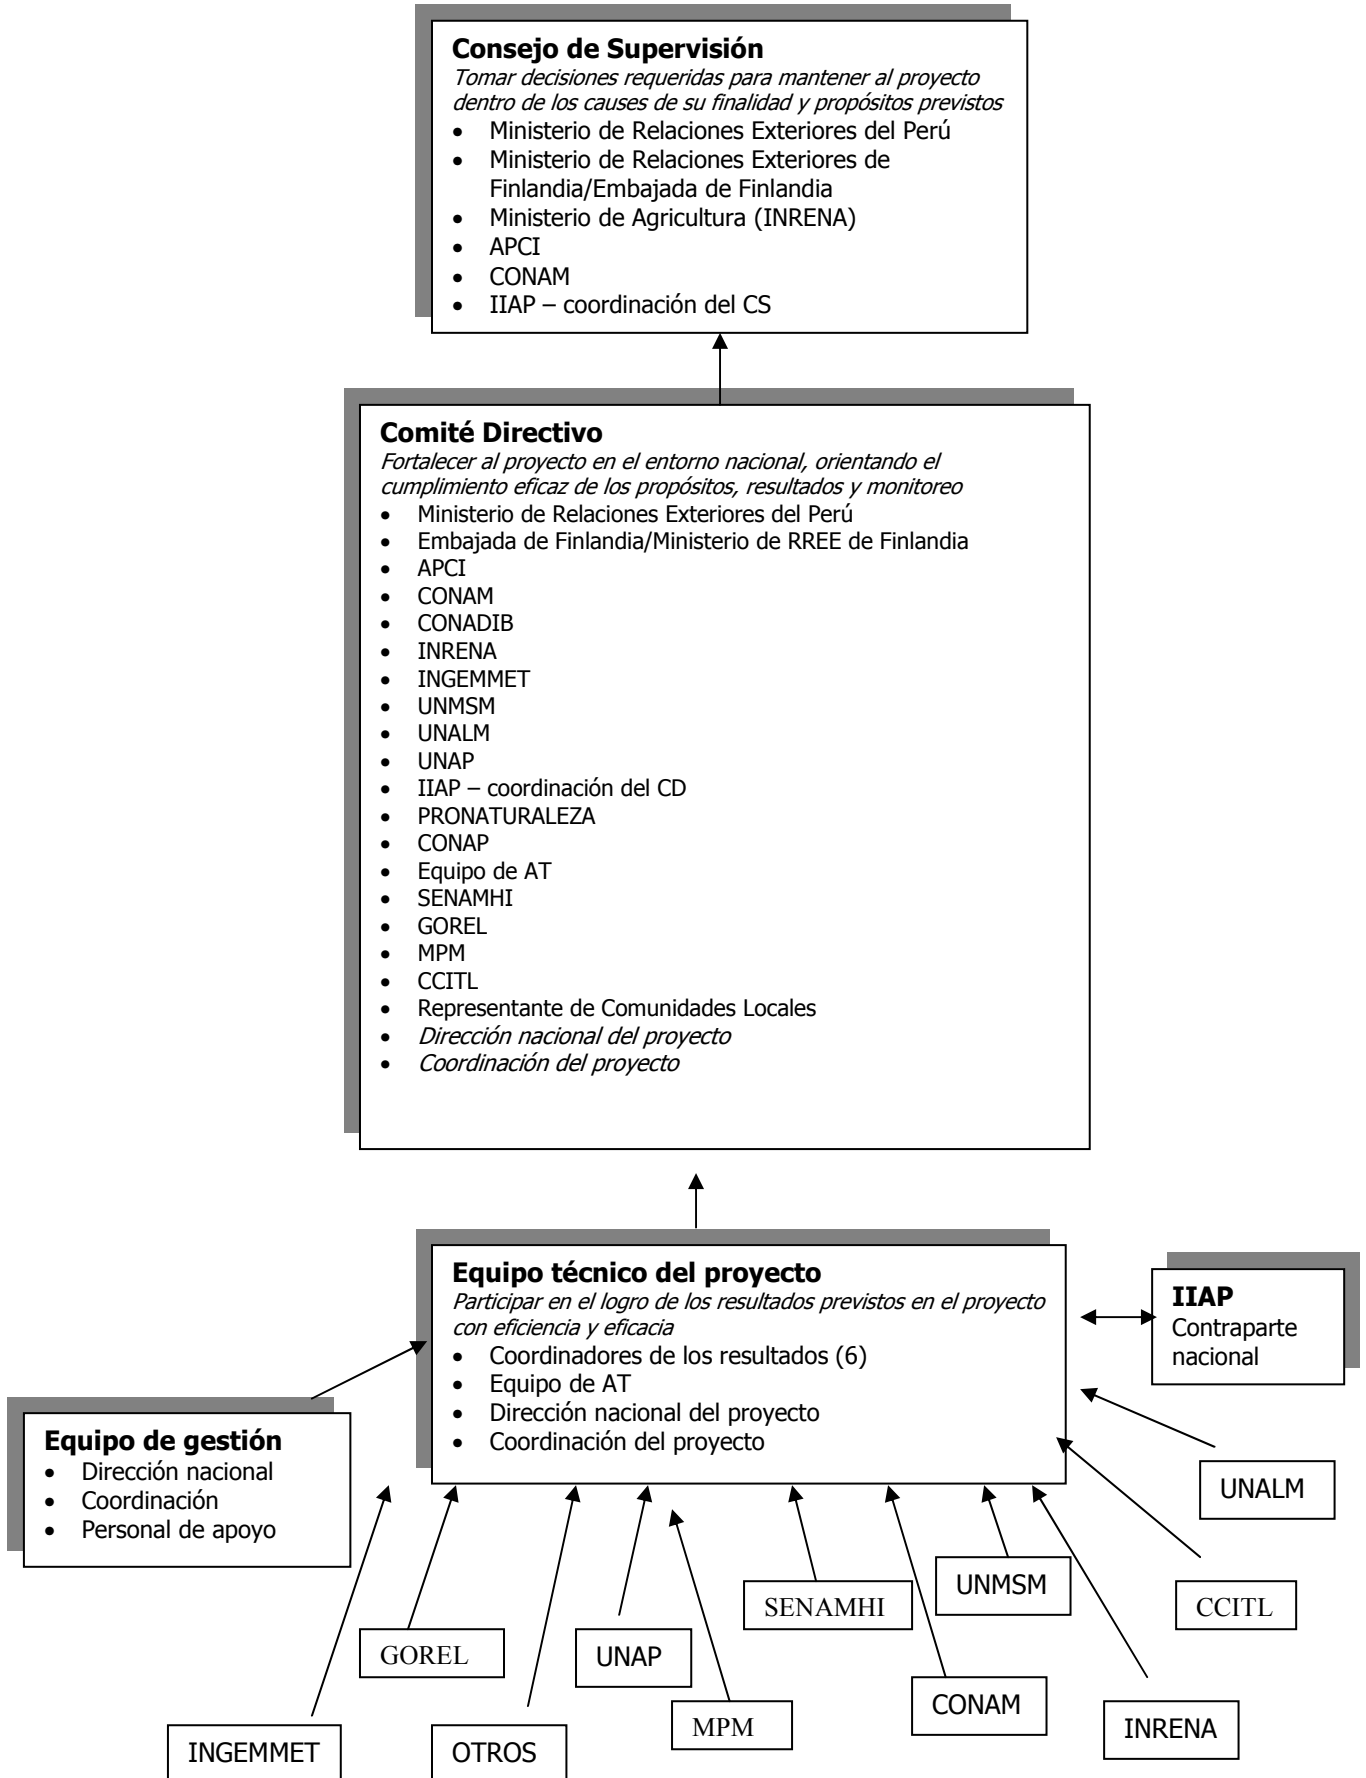 Consejo de Supervisión
Tomar decisiones requeridas para mantener al proyecto
dentro de los causes de su finalidad y propósitos previstos
• Ministerio de Relaciones Exteriores del Perú
• Ministerio de Relaciones Exteriores de
Finlandia/Embajada de Finlandia
• Ministerio de Agricultura (INRENA)
• APCI
• CONAM
• IIAP – coordinación del CS
Comité Directivo
Fortalecer al proyecto en el entorno nacional, orientando el
cumplimiento eficaz de los propósitos, resultados y monitoreo
• Ministerio de Relaciones Exteriores del Perú
• Embajada de Finlandia/Ministerio de RREE de Finlandia
• APCI
• CONAM
• CONADIB
• INRENA
• INGEMMET
• UNMSM
• UNALM
• UNAP
• IIAP – coordinación del CD
• PRONATURALEZA
• CONAP
• Equipo de AT
• SENAMHI
• GOREL
• MPM
• CCITL
• Representante de Comunidades Locales
• Dirección nacional del proyecto
• Coordinación del proyecto
Equipo técnico del proyecto
Participar en el logro de los resultados previstos en el proyecto
con eficiencia y eficacia
• Coordinadores de los resultados (6)
• Equipo de AT
• Dirección nacional del proyecto
• Coordinación del proyecto
IIAP
Contraparte
nacional
Equipo de gestión
• Dirección nacional
• Coordinación
• Personal de apoyo
UNALM
UNMSM
SENAMHI
CCITL
GOREL
UNAP
CONAM
MPM
INRENA
INGEMMET
OTROS